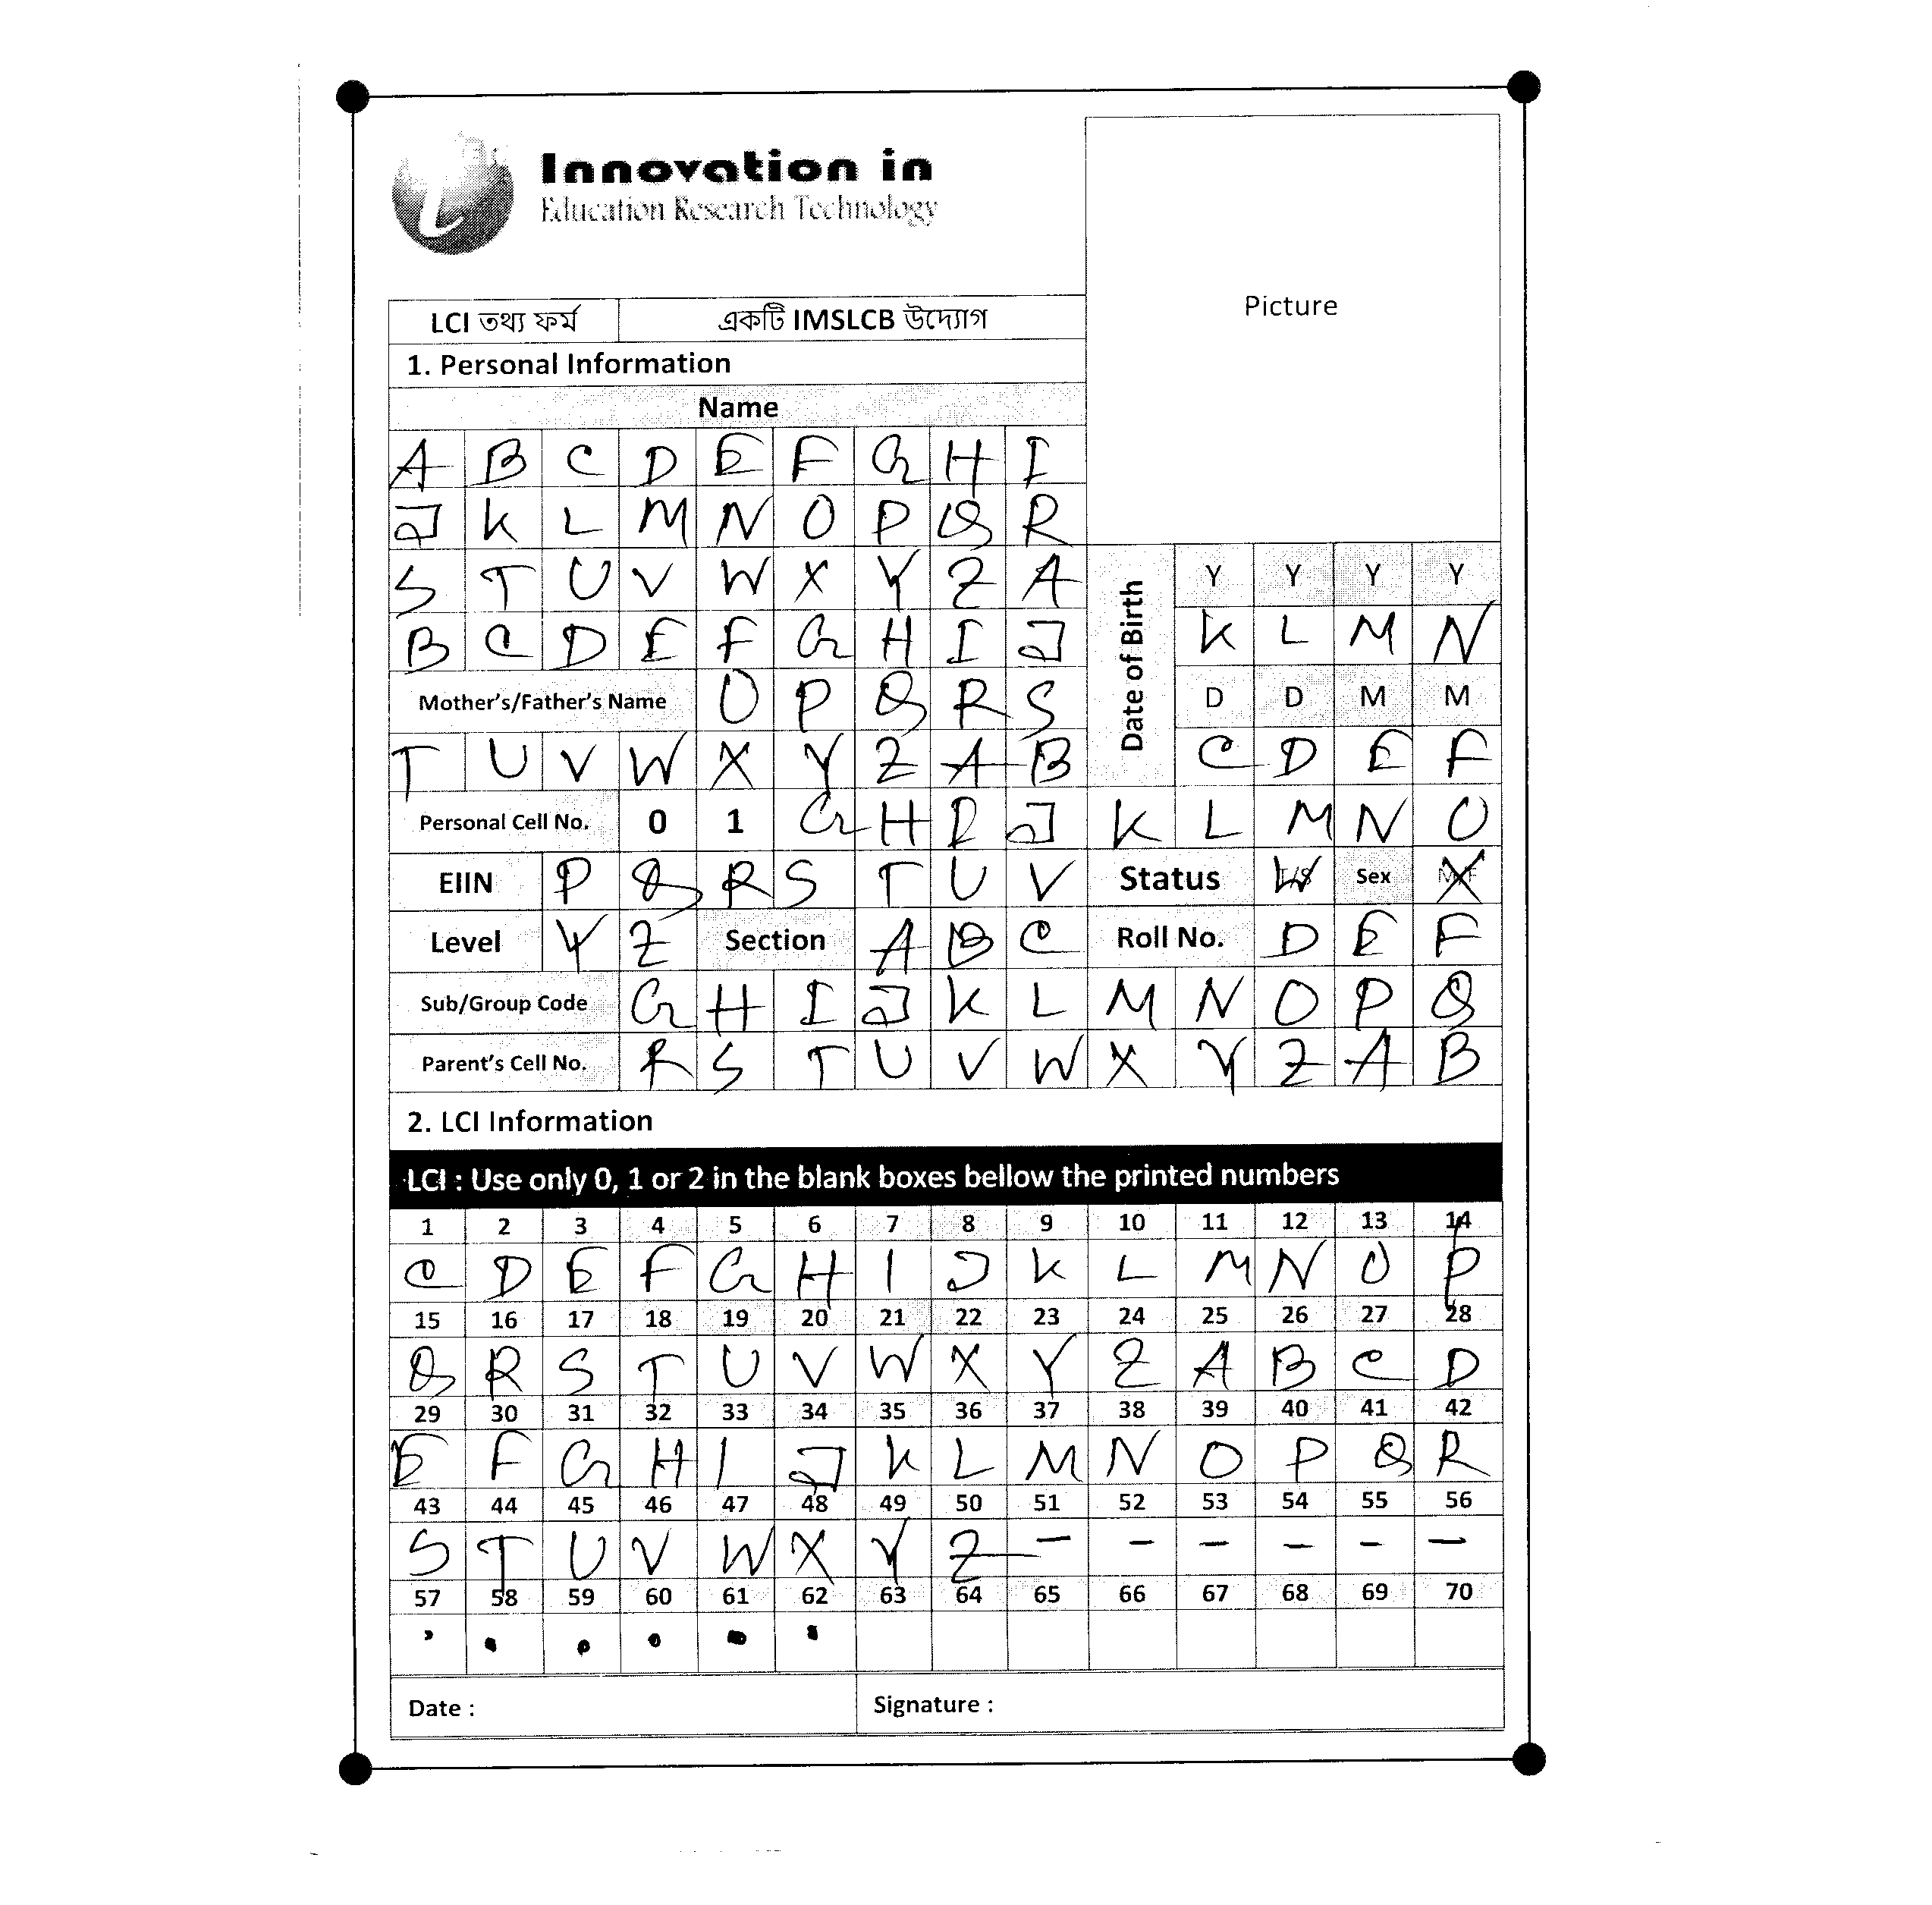 Innovation in
Education Research Technology
Picture
LCI তথ্য ফর্ম একটি IMSLCB উদ্যোগ
1. Personal Information
Name
A B C D E F G H I
J K L M N O P Q R
S T U V W X Y Z A
Date of Birth Y Y Y Y
B C D E F G H I J K L M N
Mother's/Father's Name O P Q R S D D M M
T U V W X Y Z A B C D E F
Personal Cell No. 0 1 G H I J K L M N O
EIIN P Q R S T U V Status W Sex X
Level Y Z Section A B C Roll No. D E F
Sub/Group Code G H I J K L M N O P Q
Parent's Cell No. R S T U V W X Y Z A B
2. LCI Information
LCI : Use only 0, 1 or 2 in the blank boxes bellow the printed numbers
1 2 3 4 5 6 7 8 9 10 11 12 13 14
C D E F G H I J K L M N O P
15 16 17 18 19 20 21 22 23 24 25 26 27 28
Q R S T U V W X Y Z A B C D
29 30 31 32 33 34 35 36 37 38 39 40 41 42
E F G H I J K L M N O P Q R
43 44 45 46 47 48 49 50 51 52 53 54 55 56
S T U V W X Y Z - - - - - -
57 58 59 60 61 62 63 64 65 66 67 68 69 70
. . . . . .
Date : Signature :